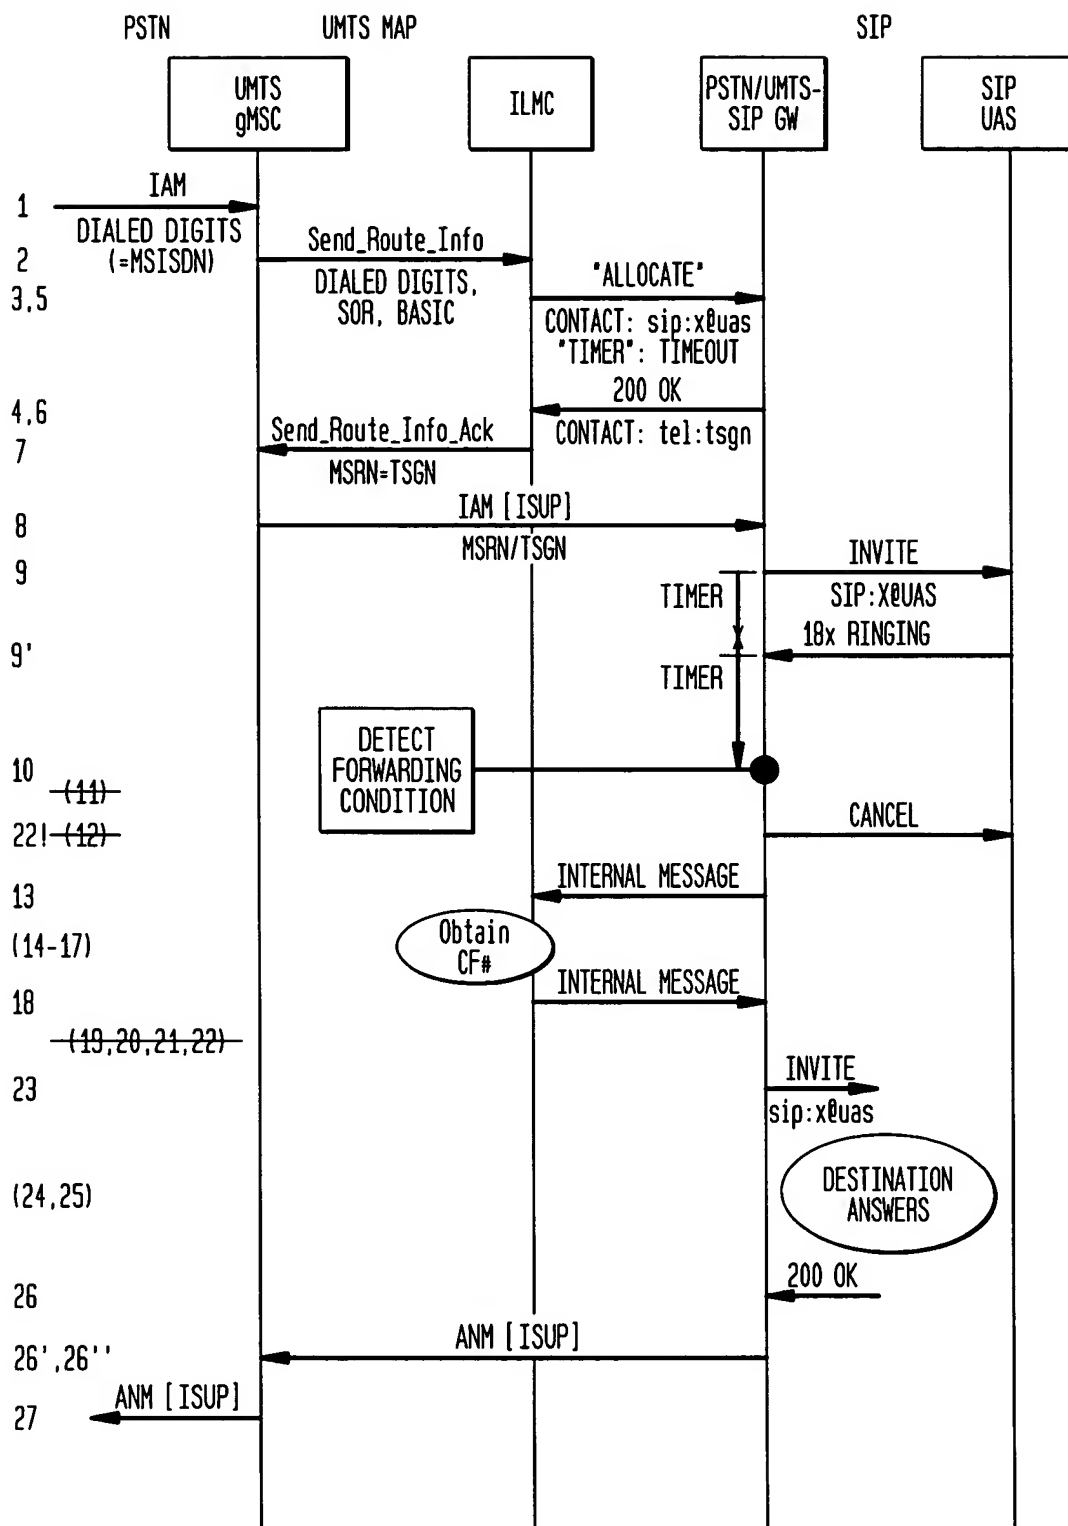 PSTN
UMTS MAP
SIP
UMTS
gMSC
ILMC
PSTN/UMTS-
SIP GW
SIP
UAS
1
IAM
DIALED DIGITS
(=MSISDN)
2
Send_Route_Info
DIALED DIGITS,
SOR, BASIC
3,5
"ALLOCATE"
CONTACT: sip:x@uas
"TIMER": TIMEOUT
4,6
200 OK
CONTACT: tel:tsgn
7
Send_Route_Info_Ack
MSRN=TSGN
8
IAM [ISUP]
MSRN/TSGN
9
INVITE
SIP:X@UAS
TIMER
9'
18x RINGING
TIMER
DETECT
FORWARDING
CONDITION
10
(11)
22! (12)
CANCEL
13
INTERNAL MESSAGE
(14-17)
Obtain
CF#
18
INTERNAL MESSAGE
(19,20,21,22)
23
INVITE
sip:x@uas
(24,25)
DESTINATION
ANSWERS
26
200 OK
26',26''
ANM [ISUP]
27
ANM [ISUP]